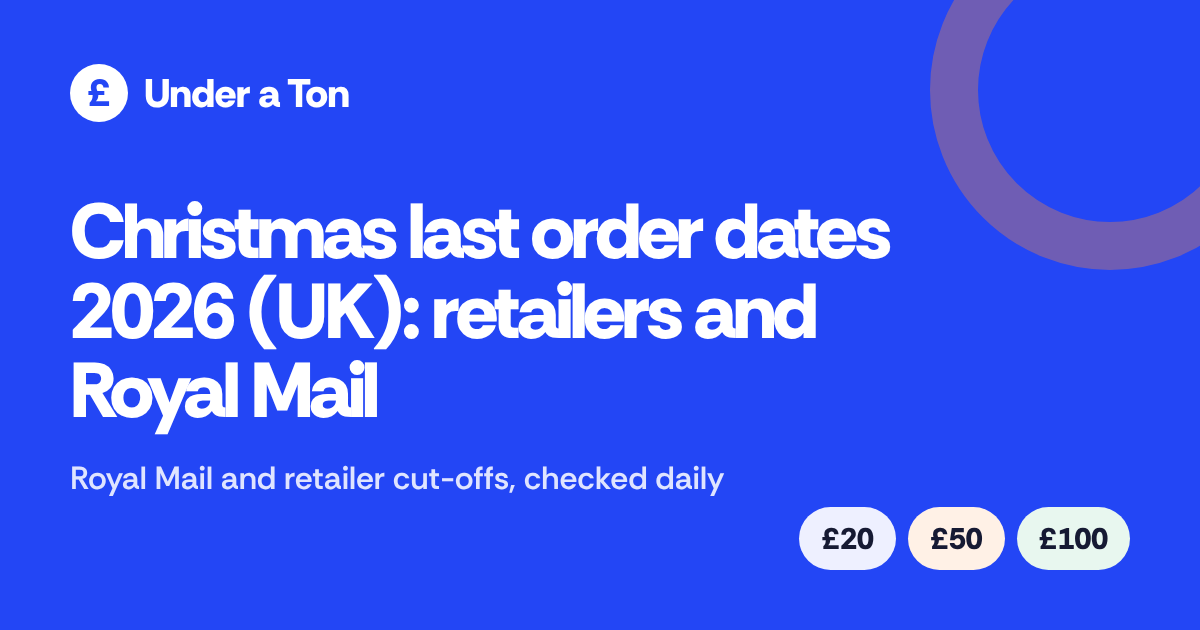 £ Under a Ton
Christmas last order dates
2026 (UK): retailers and
Royal Mail
Royal Mail and retailer cut-offs, checked daily
£20 £50 £100